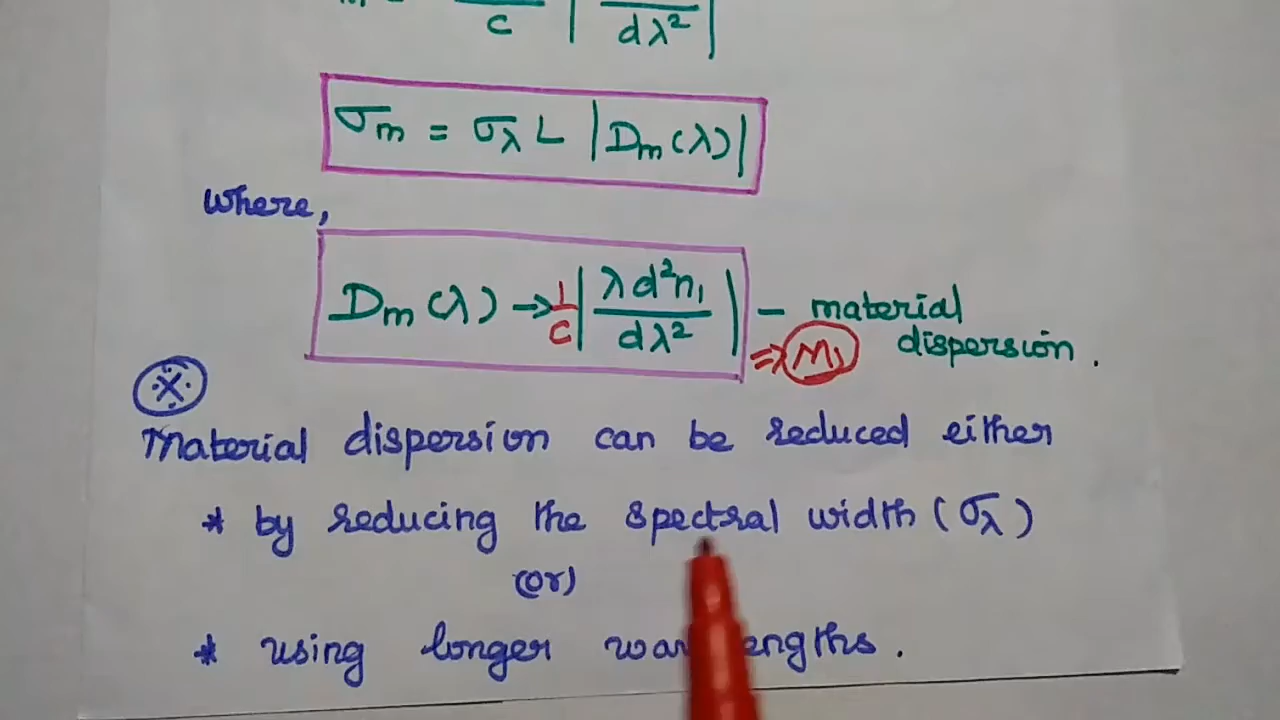 c | dλ² |
σm = σλ L |Dm(λ)|
where,
Dm(λ) → 1/c | λ d²n₁ / dλ² | – material
⇒ M₁ dispersion.
※
Material dispersion can be reduced either
* by reducing the spectral width (σλ)
(or)
* using longer